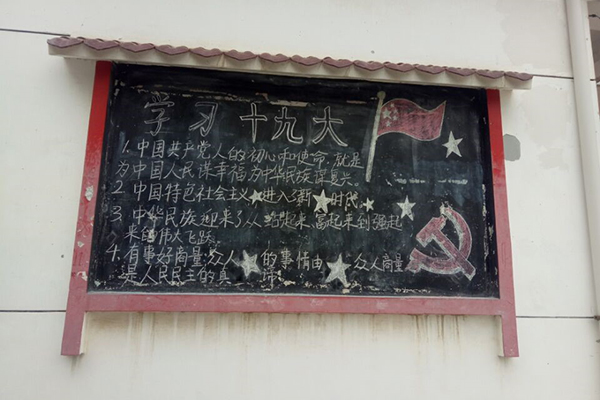 学习十九大
1. 中国共产党人的初心和使命,就是
为中国人民谋幸福为中华民族谋复兴。
2 中国特色社会主义进入了新时代。
3. 中华民族迎来了从站起来、富起来到强起
来的伟大飞跃。
4. 有事好商量,众人的事情由众人商量
是人民民主的真